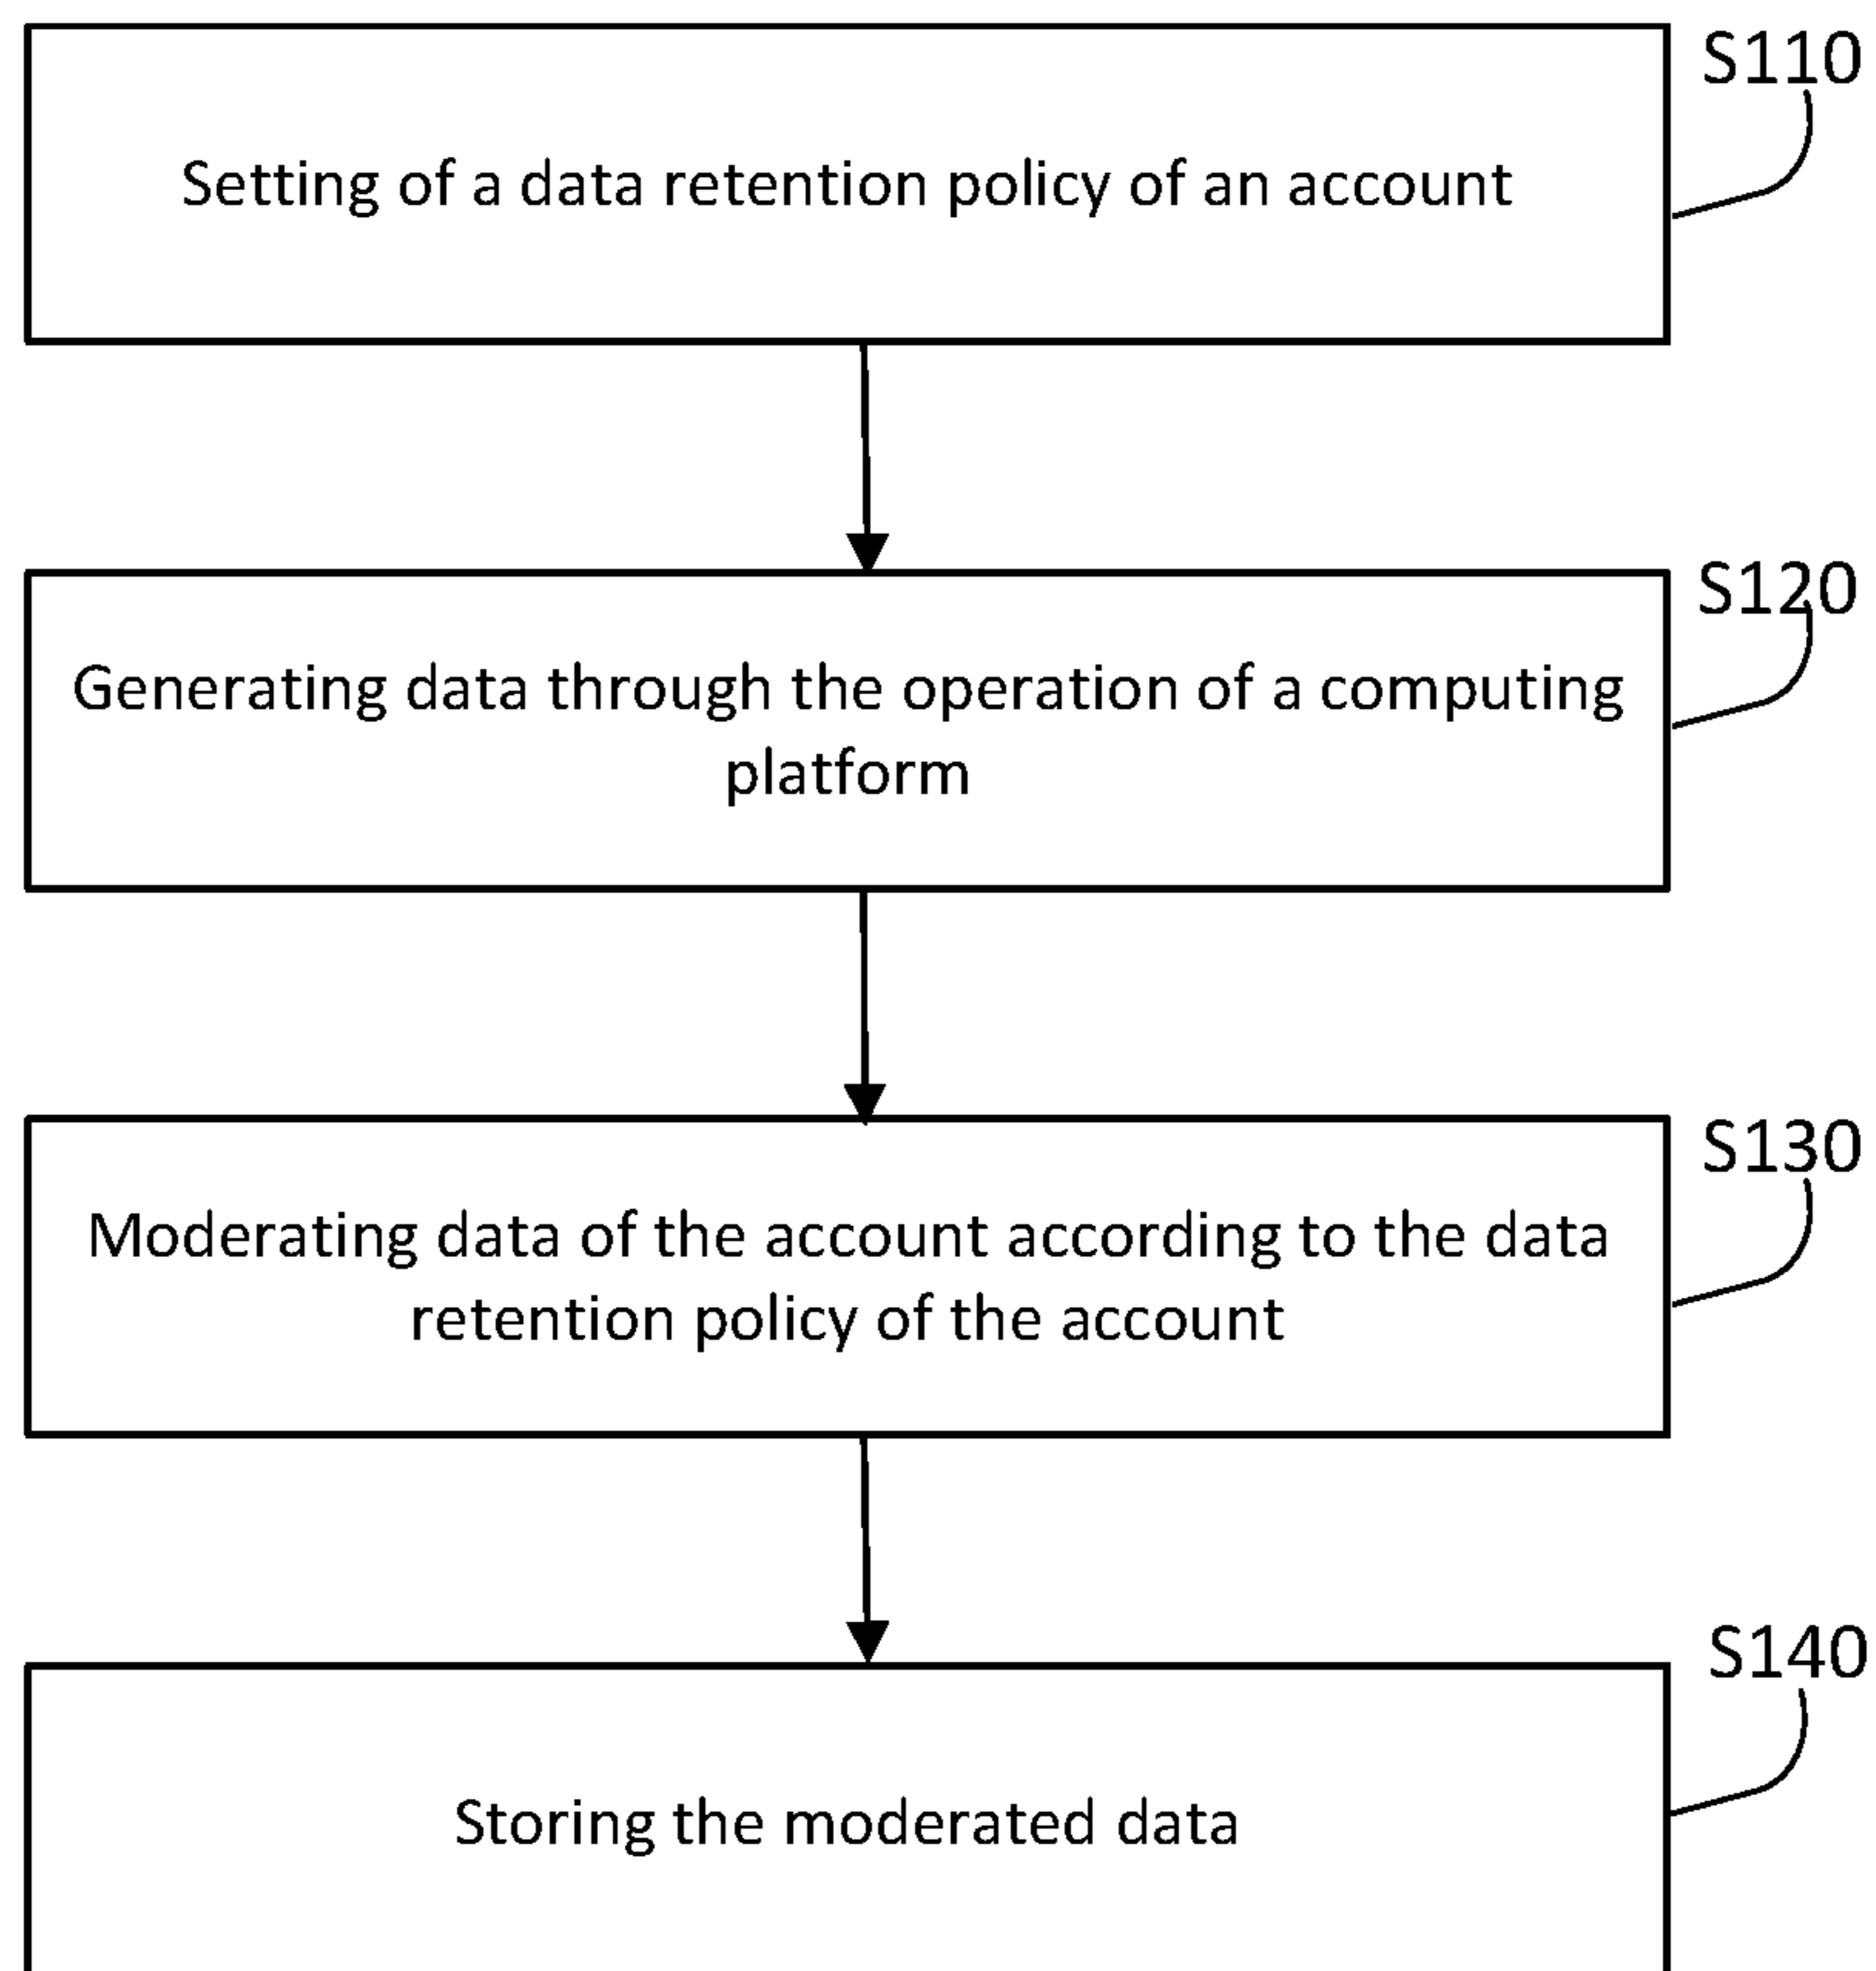 S110
Setting of a data retention policy of an account
S120
Generating data through the operation of a computing
platform
S130
Moderating data of the account according to the data
retention policy of the account
S140
Storing the moderated data